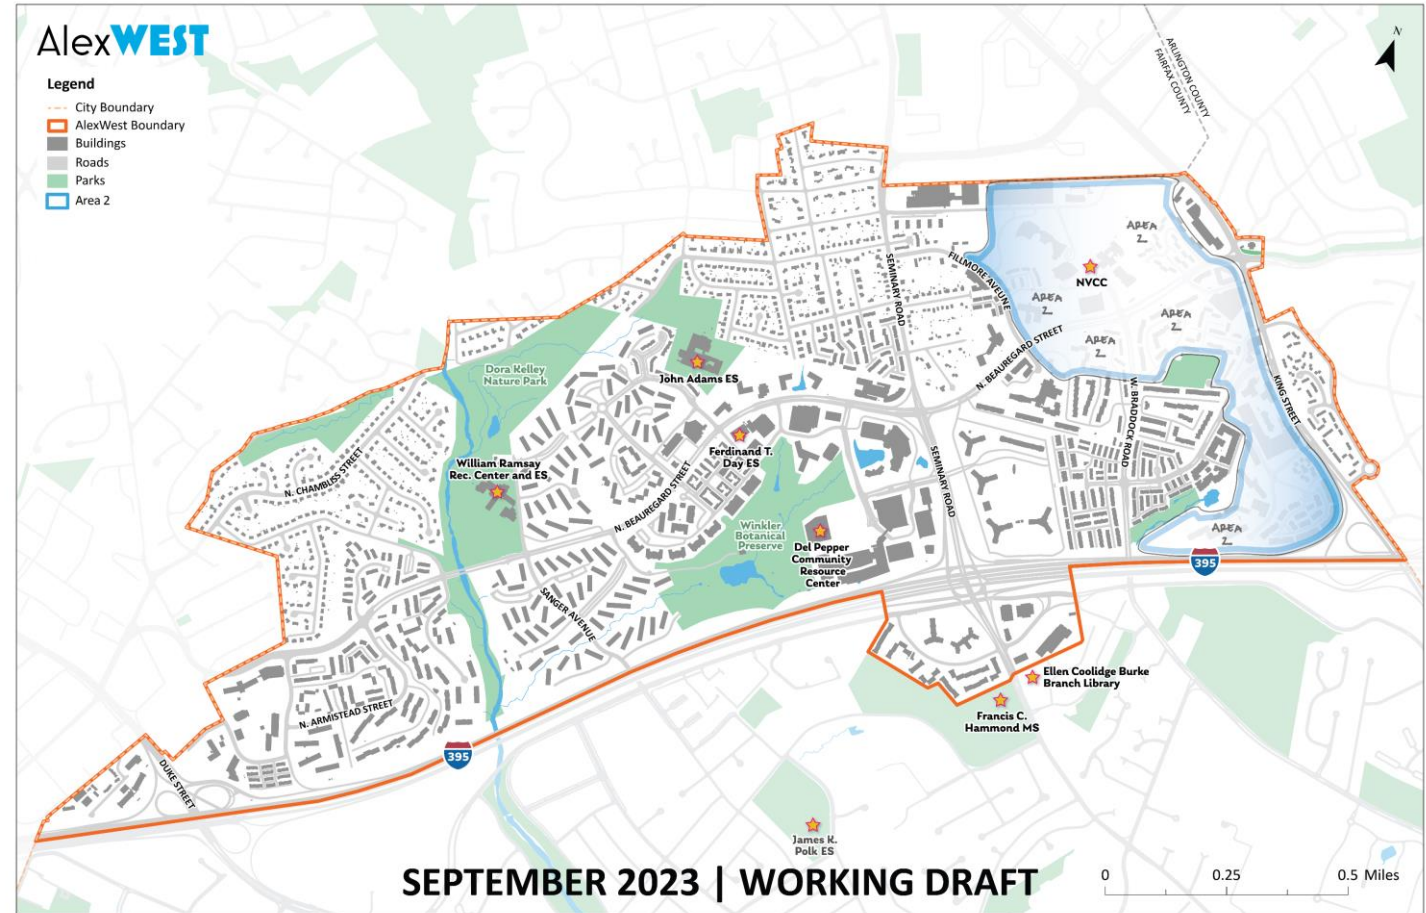 AlexWEST
Legend
City Boundary
AlexWest Boundary
Buildings
Roads
Parks
Area 2
N
ARLINGTON COUNTY
FAIRFAX COUNTY
AREA
2
NVCC
AREA
2
AREA
2
AREA
2
SEMINARY ROAD
FILLMORE AVEUNE
N. BEAUREGARD STREET
Dora Kelley
Nature Park
John Adams ES
W. BRADDOCK ROAD
KING STREET
William Ramsay
Rec. Center and ES
Ferdinand T.
Day ES
N. CHAMBLISS STREET
N. BEAUREGARD STREET
SEMINARY ROAD
Winkler
Botanical
Preserve
Del Pepper
Community
Resource
Center
AREA
2
395
SANGER AVENUE
Ellen Coolidge Burke
Branch Library
Francis C.
Hammond MS
N. ARMISTEAD STREET
395
DUKE STREET
James K.
Polk ES
SEPTEMBER 2023 | WORKING DRAFT
0 0.25 0.5 Miles